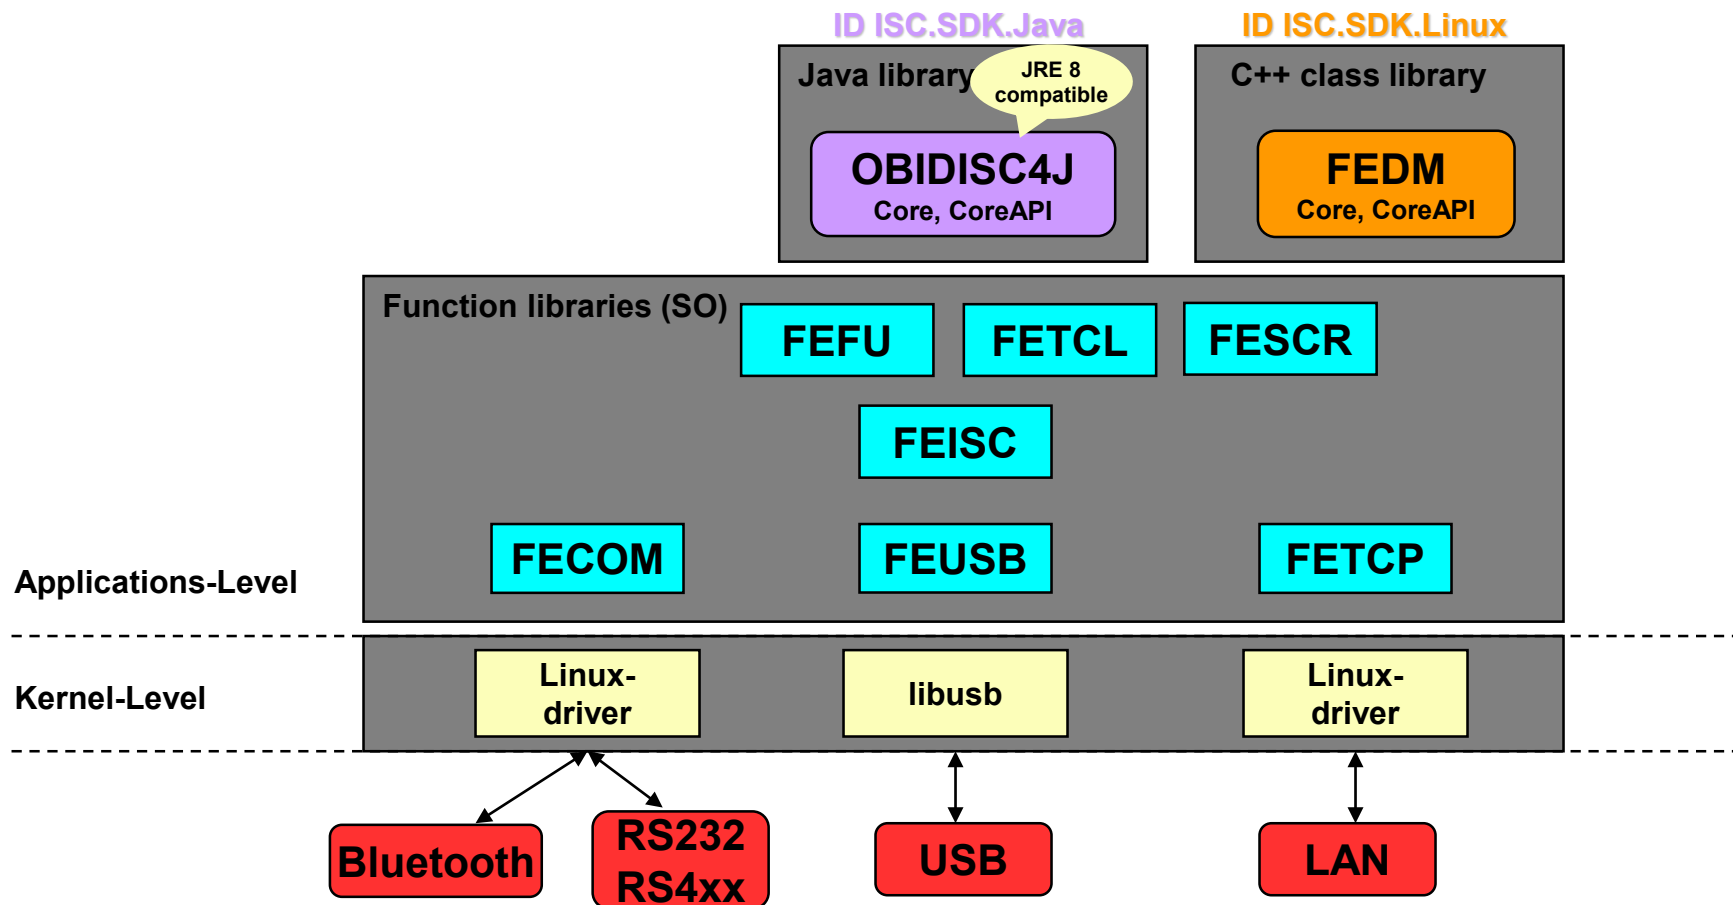 ID ISC.SDK.Java
ID ISC.SDK.Linux
Java library
JRE 8
compatible
C++ class library
OBIDISC4J
Core, CoreAPI
FEDM
Core, CoreAPI
Function libraries (SO)
FEFU
FETCL
FESCR
FEISC
FECOM
FEUSB
FETCP
Applications-Level
Kernel-Level
Linux-
driver
libusb
Linux-
driver
Bluetooth
RS232
RS4xx
USB
LAN